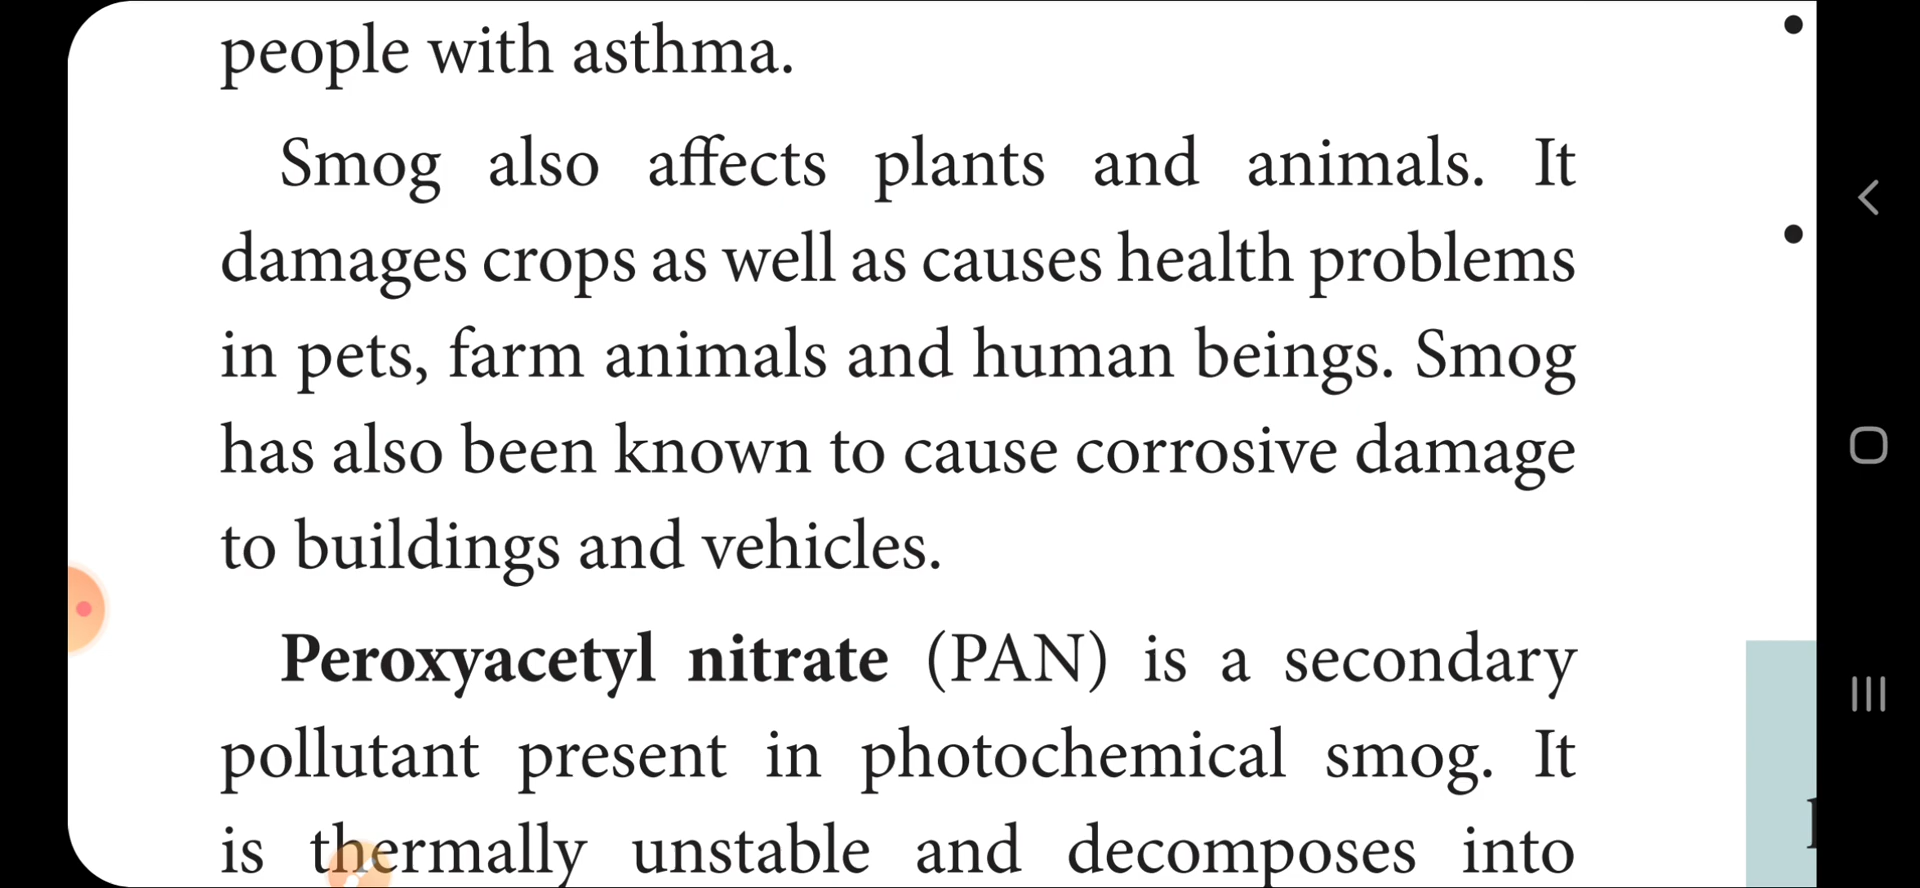 people with asthma.
Smog also affects plants and animals. It
damages crops as well as causes health problems
in pets, farm animals and human beings. Smog
has also been known to cause corrosive damage
to buildings and vehicles.
Peroxyacetyl nitrate (PAN) is a secondary
pollutant present in photochemical smog. It
is thermally unstable and decomposes into